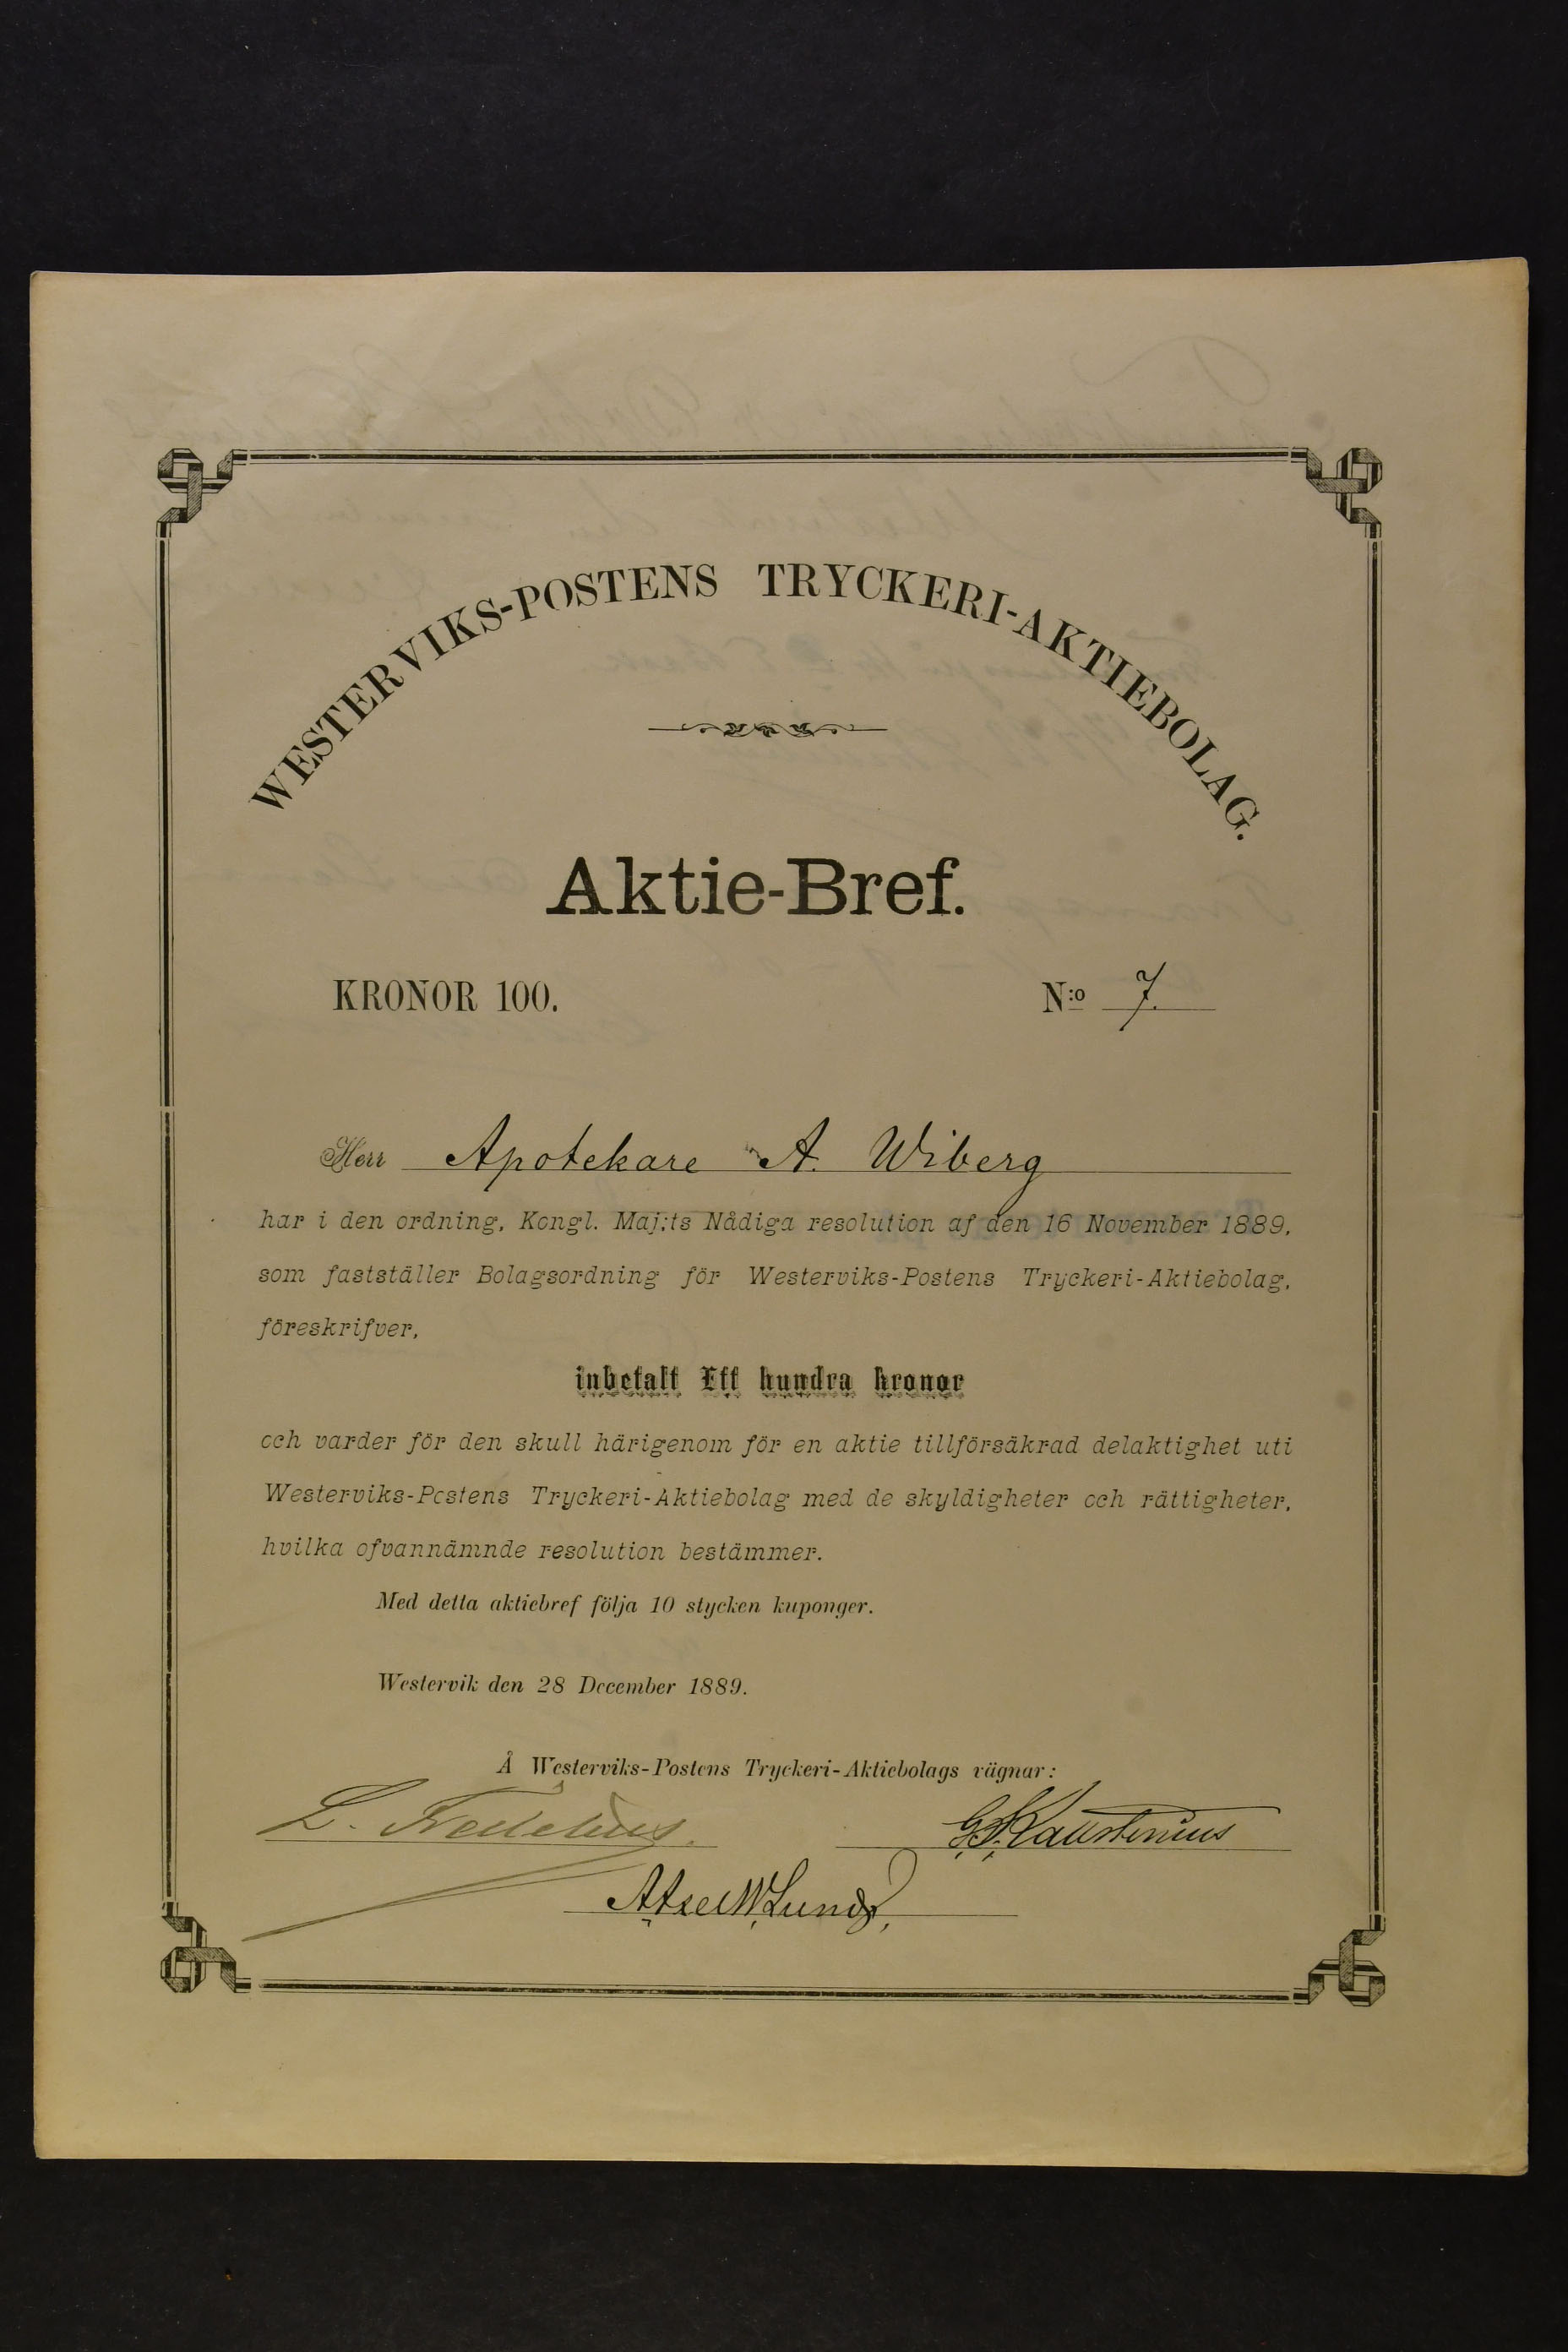 WESTERVIKS-POSTENS TRYCKERI-AKTIEBOLAG.
Aktie-Bref.
KRONOR 100.
N:o 7.
Herr Apotekare A. Wiberg
har i den ordning, Kongl. Maj:ts Nådiga resolution af den 16 November 1889,
som fastställer Bolagsordning för Westerviks-Postens Tryckeri-Aktiebolag,
föreskrifver,
inbetalt Ett hundra kronor
och varder för den skull härigenom för en aktie tillförsäkrad delaktighet uti
Westerviks-Postens Tryckeri-Aktiebolag med de skyldigheter och rättigheter,
hvilka ofvannämnde resolution bestämmer.
Med detta aktiebref följa 10 stycken kuponger.
Westervik den 28 December 1889.
Å Westerviks-Postens Tryckeri-Aktiebolags vägnar:
L.
Axel W Lund